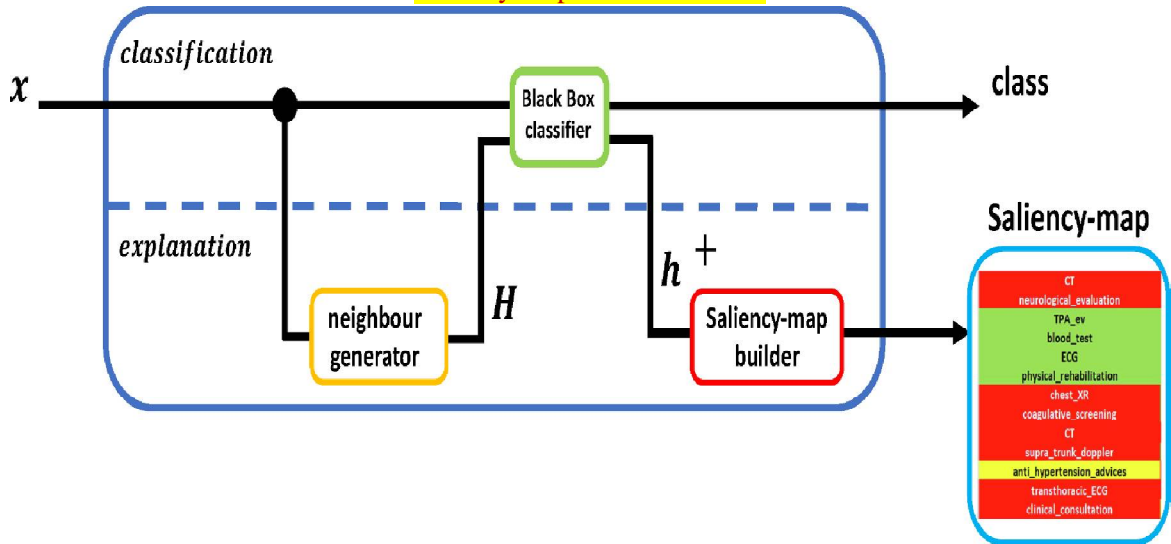 classification
x
Black Box
classifier
class
explanation
H
h +
neighbour
generator
Saliency-map
builder
Saliency-map
CT
neurological_evaluation
TPA_ev
blood_test
ECG
physical_rehabilitation
chest_XR
coagulative_screening
CT
supra_trunk_doppler
anti_hypertension_advices
transthoracic_ECG
clinical_consultation